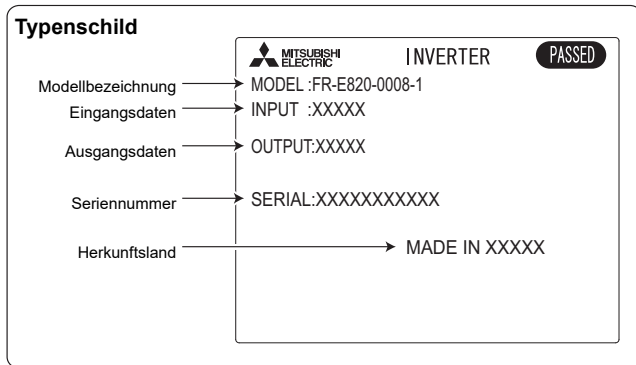 Typenschild
MITSUBISHI ELECTRIC INVERTER PASSED
Modellbezeichnung MODEL :FR-E820-0008-1
Eingangsdaten INPUT :XXXXX
Ausgangsdaten OUTPUT:XXXXX
Seriennummer SERIAL:XXXXXXXXXXX
Herkunftsland MADE IN XXXXX